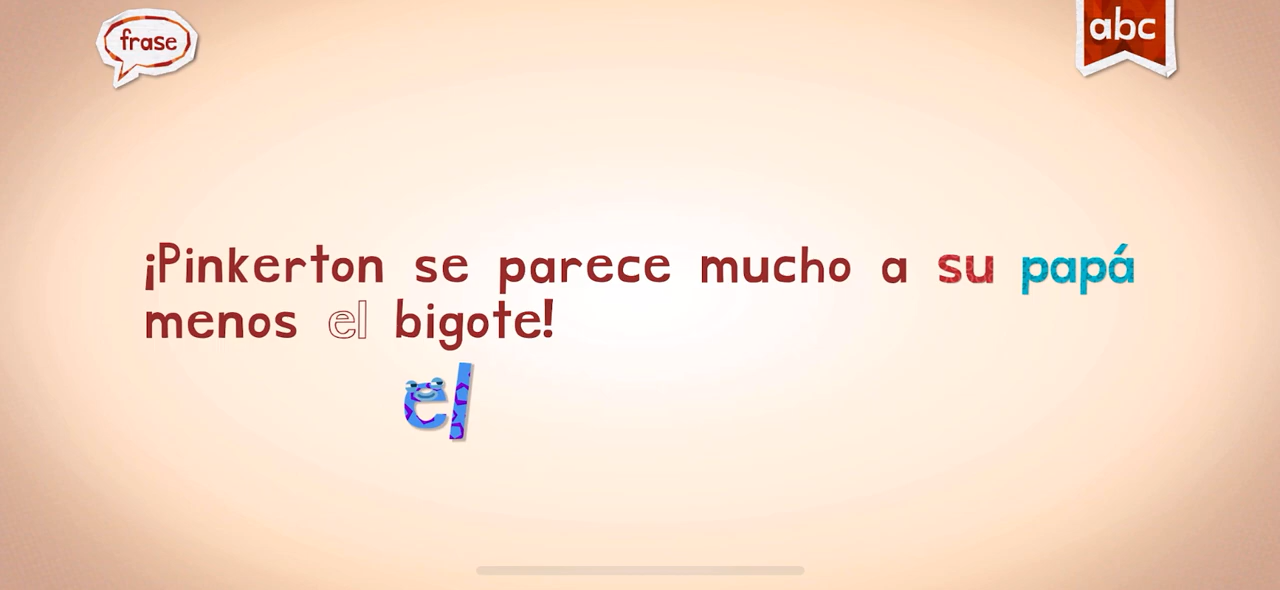 frase
abc
¡Pinkerton se parece mucho a su papá
menos el bigote!
el